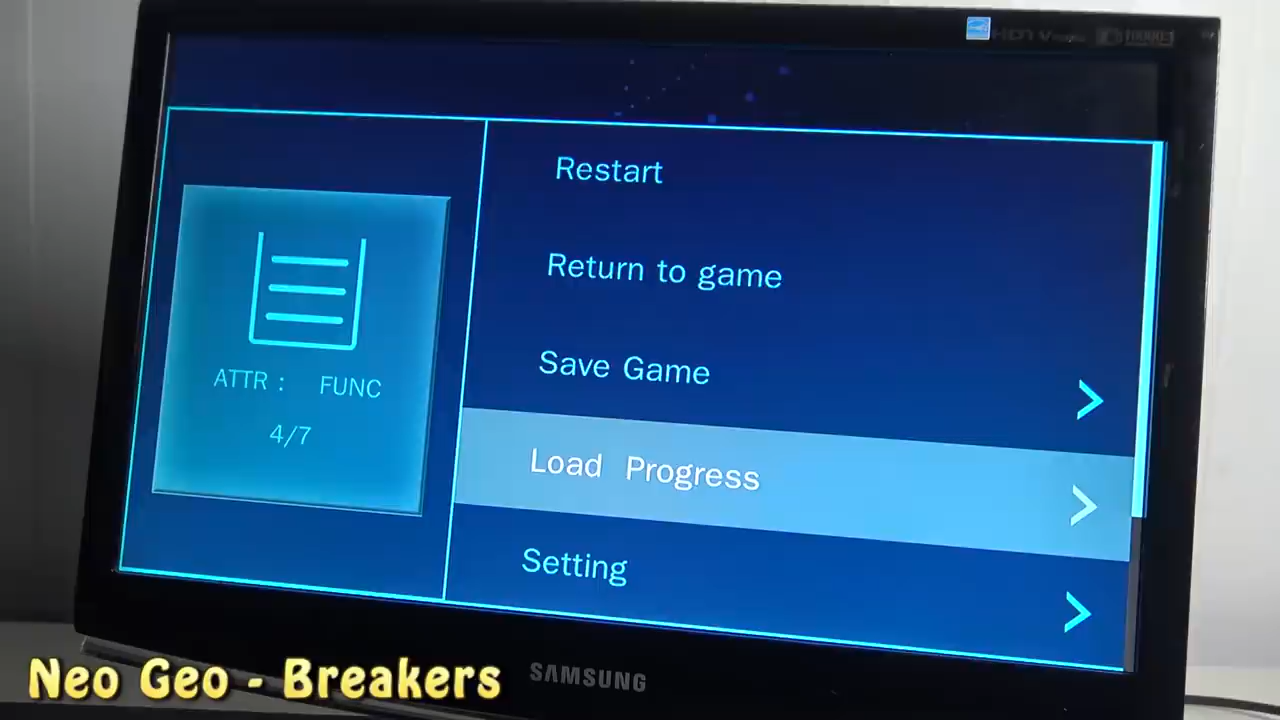 Restart
Return to game
Save Game
Load Progress
Setting
ATTR : FUNC
4/7
SAMSUNG
Neo Geo - Breakers